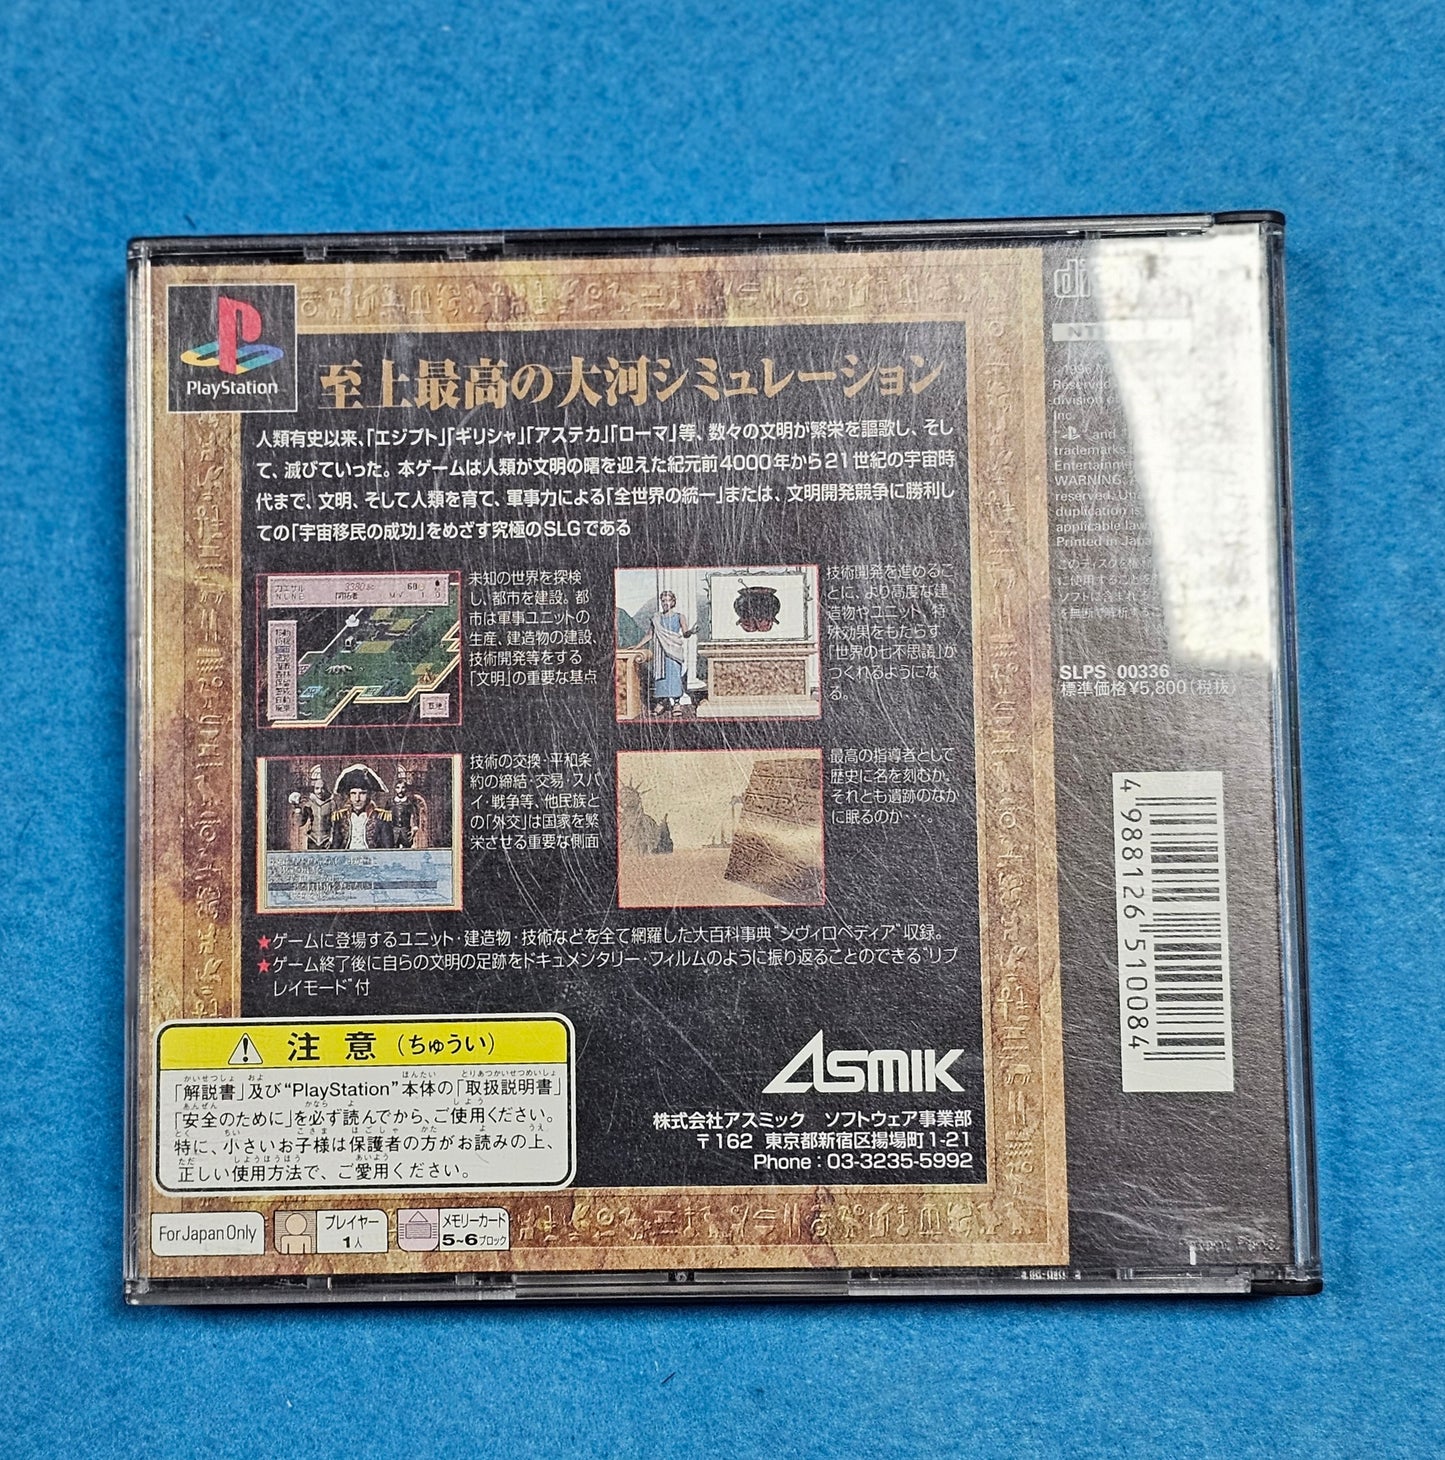 PlayStation
至上最高の大河シミュレーション
人類有史以来、「エジプト」「ギリシャ」「アステカ」「ローマ」等、数々の文明が繁栄を謳歌し、そし
て、滅びていった。本ゲームは人類が文明の曙を迎えた紀元前4000年から21世紀の宇宙時
代まで、文明、そして人類を育て、軍事力による「全世界の統一」または、文明開発競争に勝利し
ての「宇宙移民の成功」をめざす究極のSLGである
未知の世界を探検
し、都市を建設。都
市は軍事ユニットの
生産、建造物の建設、
技術開発等をする
「文明」の重要な基点
技術開発を進めるこ
とに、より高度な建
造物やユニット、特
殊効果をもたらす
「世界の七不思議」が
つくれるようにな
る。
技術の交換・平和条
約の締結・交易・スパ
イ・戦争等、他民族と
の「外交」は国家を繁
栄させる重要な側面
最高の指導者として
歴史に名を刻むか、
それとも遺跡のなか
に眠るのか・・・。
★ゲームに登場するユニット・建造物・技術などを全て網羅した大百科事典“シヴィロペディア”収録。
★ゲーム終了後に自らの文明の足跡をドキュメンタリー・フィルムのように振り返ることのできる“リプ
レイモード”付
注意（ちゅうい）
「解説書」及び“PlayStation”本体の「取扱説明書」
「安全のために」を必ず読んでから、ご使用ください。
特に、小さいお子様は保護者の方がお読みの上、
正しい使用方法で、ご愛用ください。
ASMIK
株式会社アスミック ソフトウェア事業部
〒162 東京都新宿区揚場町1-21
Phone : 03-3235-5992
For Japan Only
プレイヤー
1人
メモリーカード
5~6ブロック
Reserved
division of
Inc.
and
trademarks
Entertainme
WARNING:
reserved.
duplication is
applicable law
Printed in Japa
SLPS 00336
標準価格¥5,800(税抜)
4 988126 510084